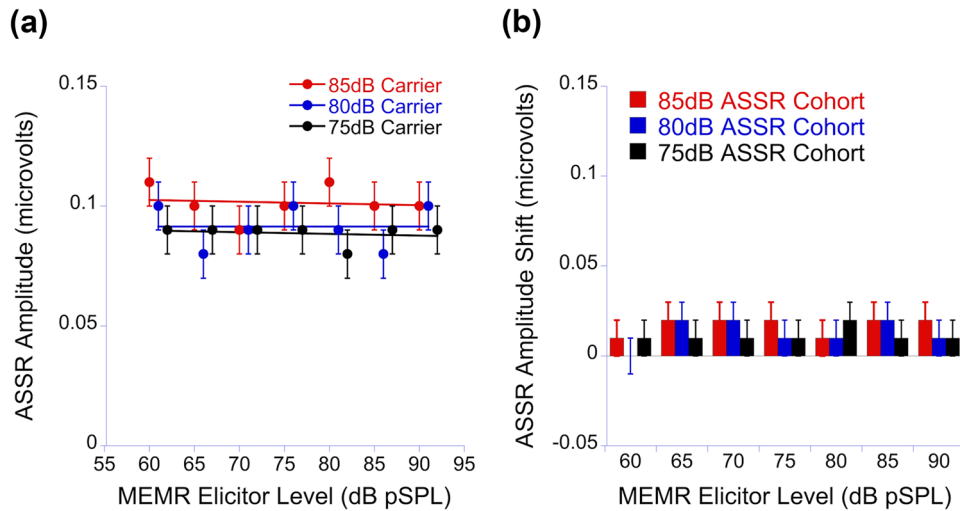 (a)
0.15
0.1
0.05
0
85dB Carrier
80dB Carrier
75dB Carrier
ASSR Amplitude (microvolts)
55 60 65 70 75 80 85 90 95
MEMR Elicitor Level (dB pSPL)
(b)
0.15
0.1
0.05
0
-0.05
85dB ASSR Cohort
80dB ASSR Cohort
75dB ASSR Cohort
ASSR Amplitude Shift (microvolts)
60 65 70 75 80 85 90
MEMR Elicitor Level (dB pSPL)